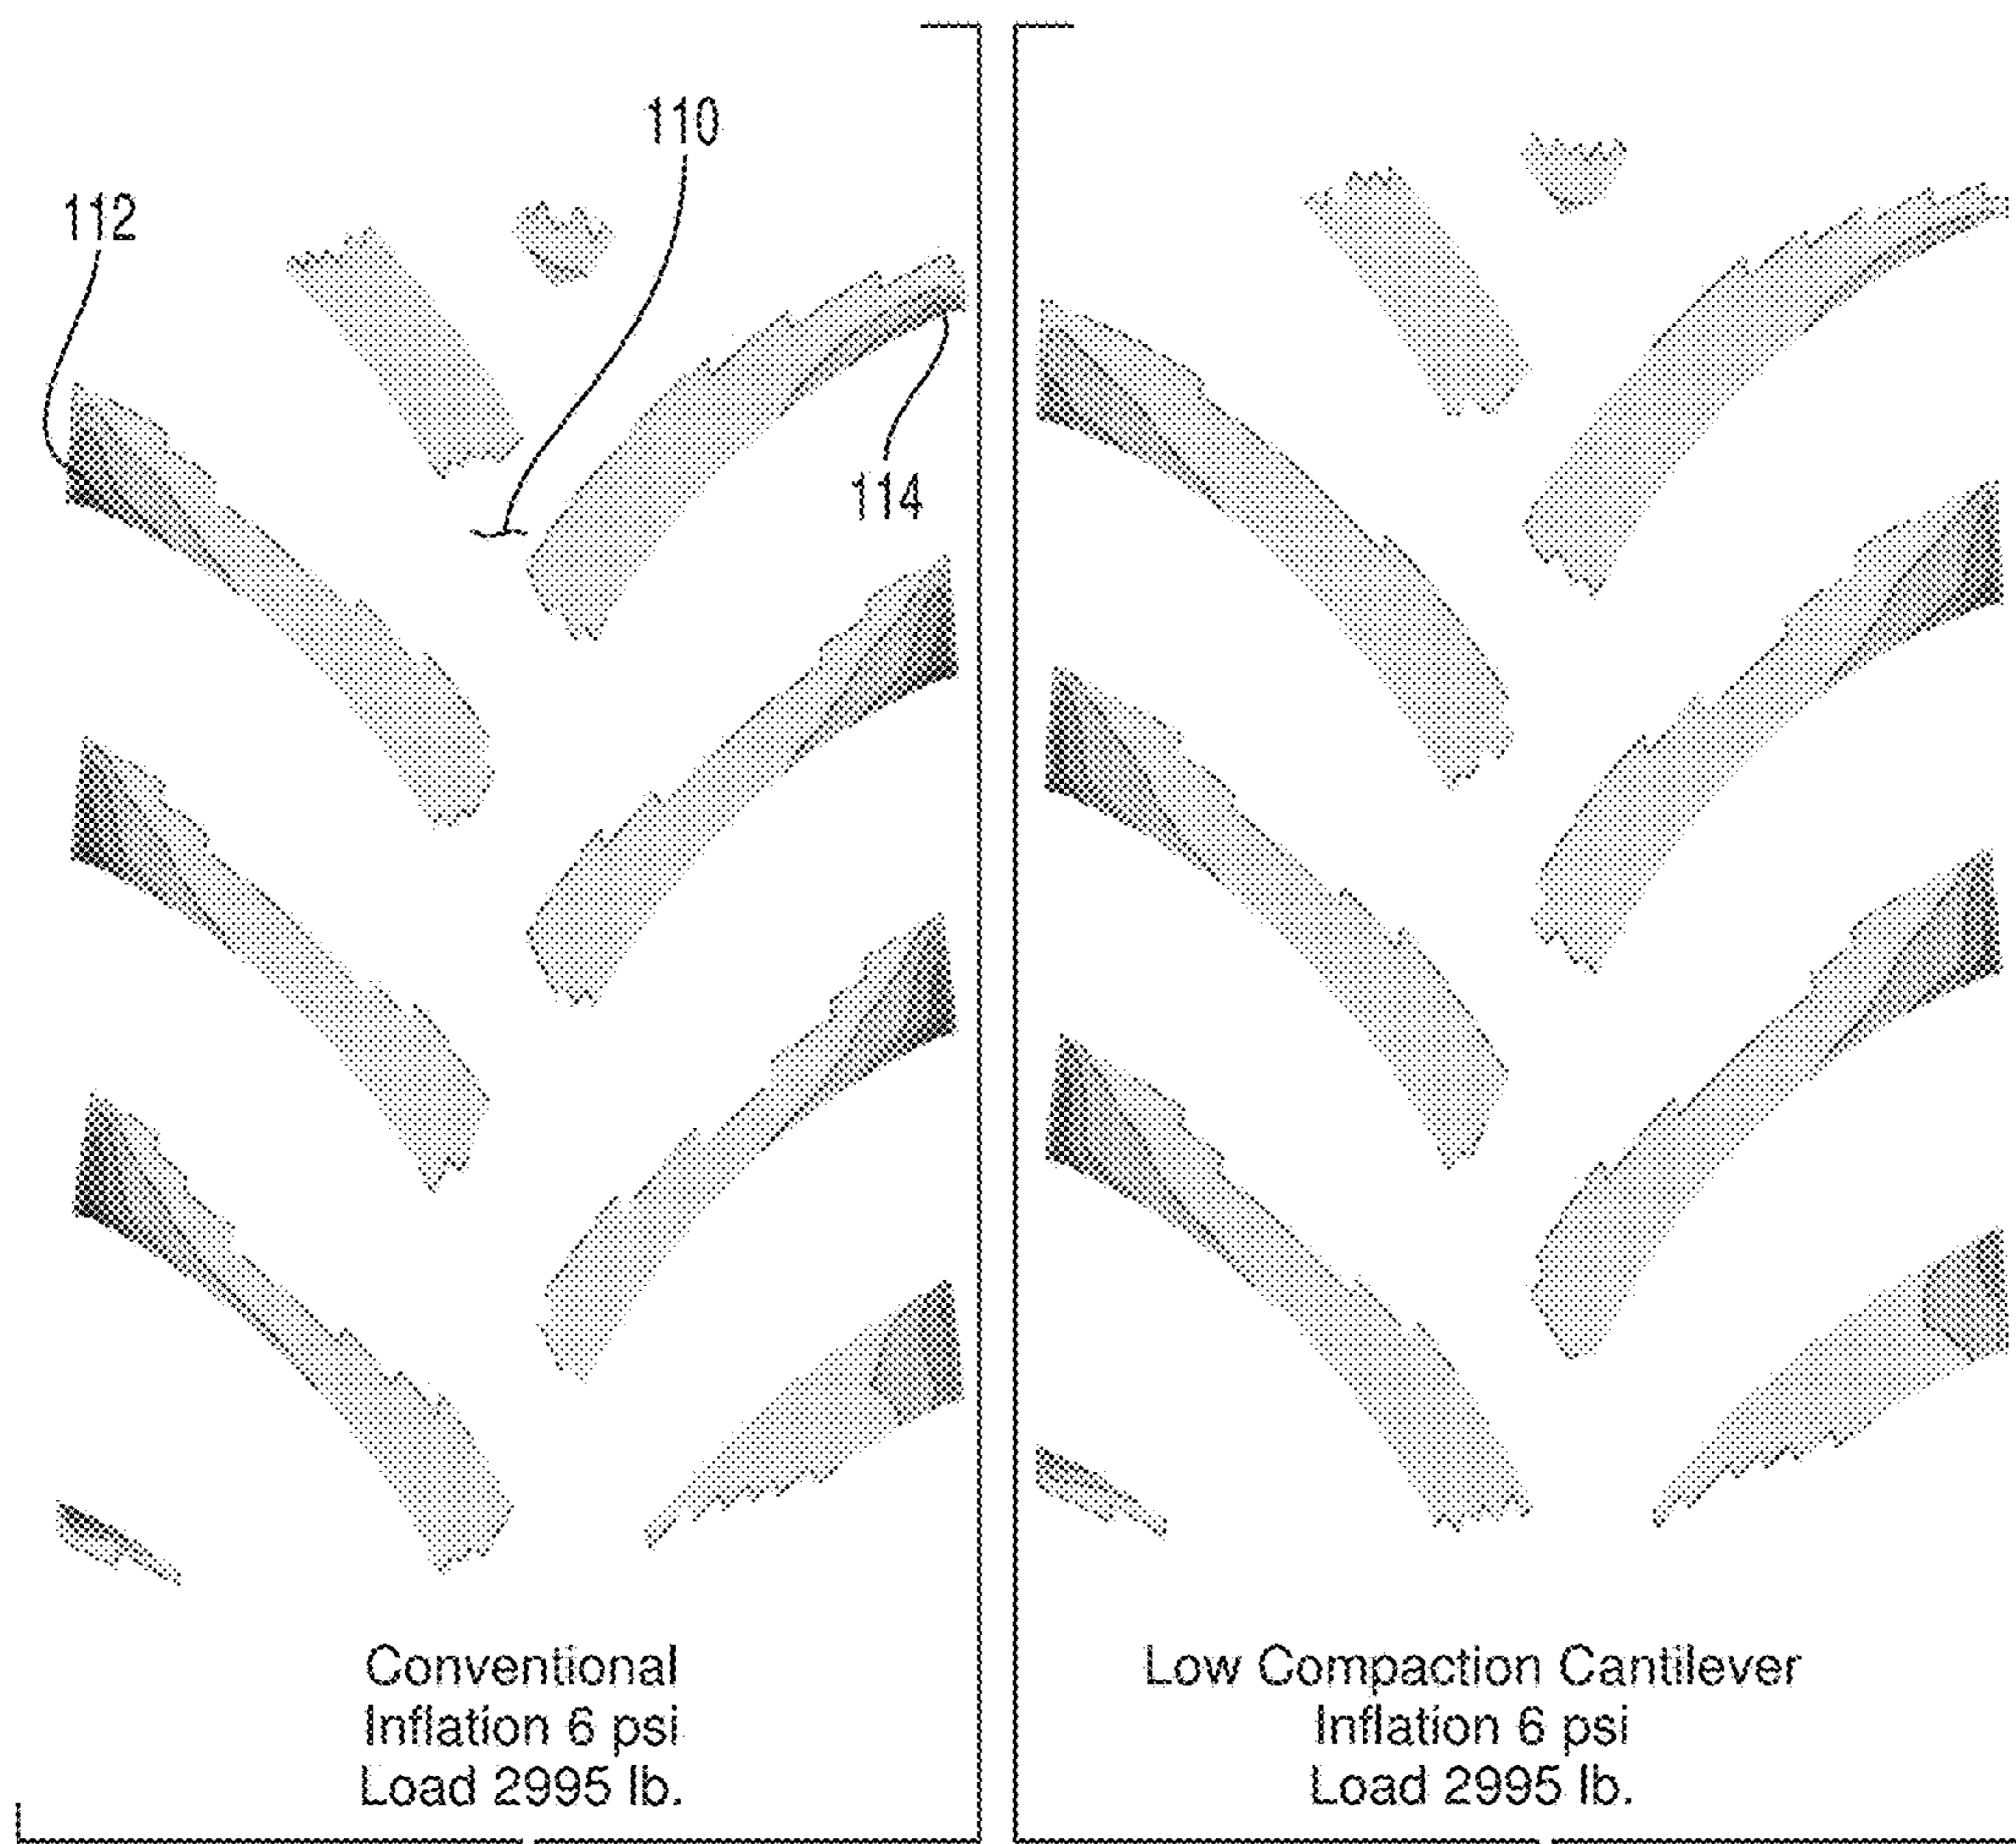 110
112
114
Conventional
Inflation 6 psi
Load 2995 lb.
Low Compaction Cantilever
Inflation 6 psi
Load 2995 lb.